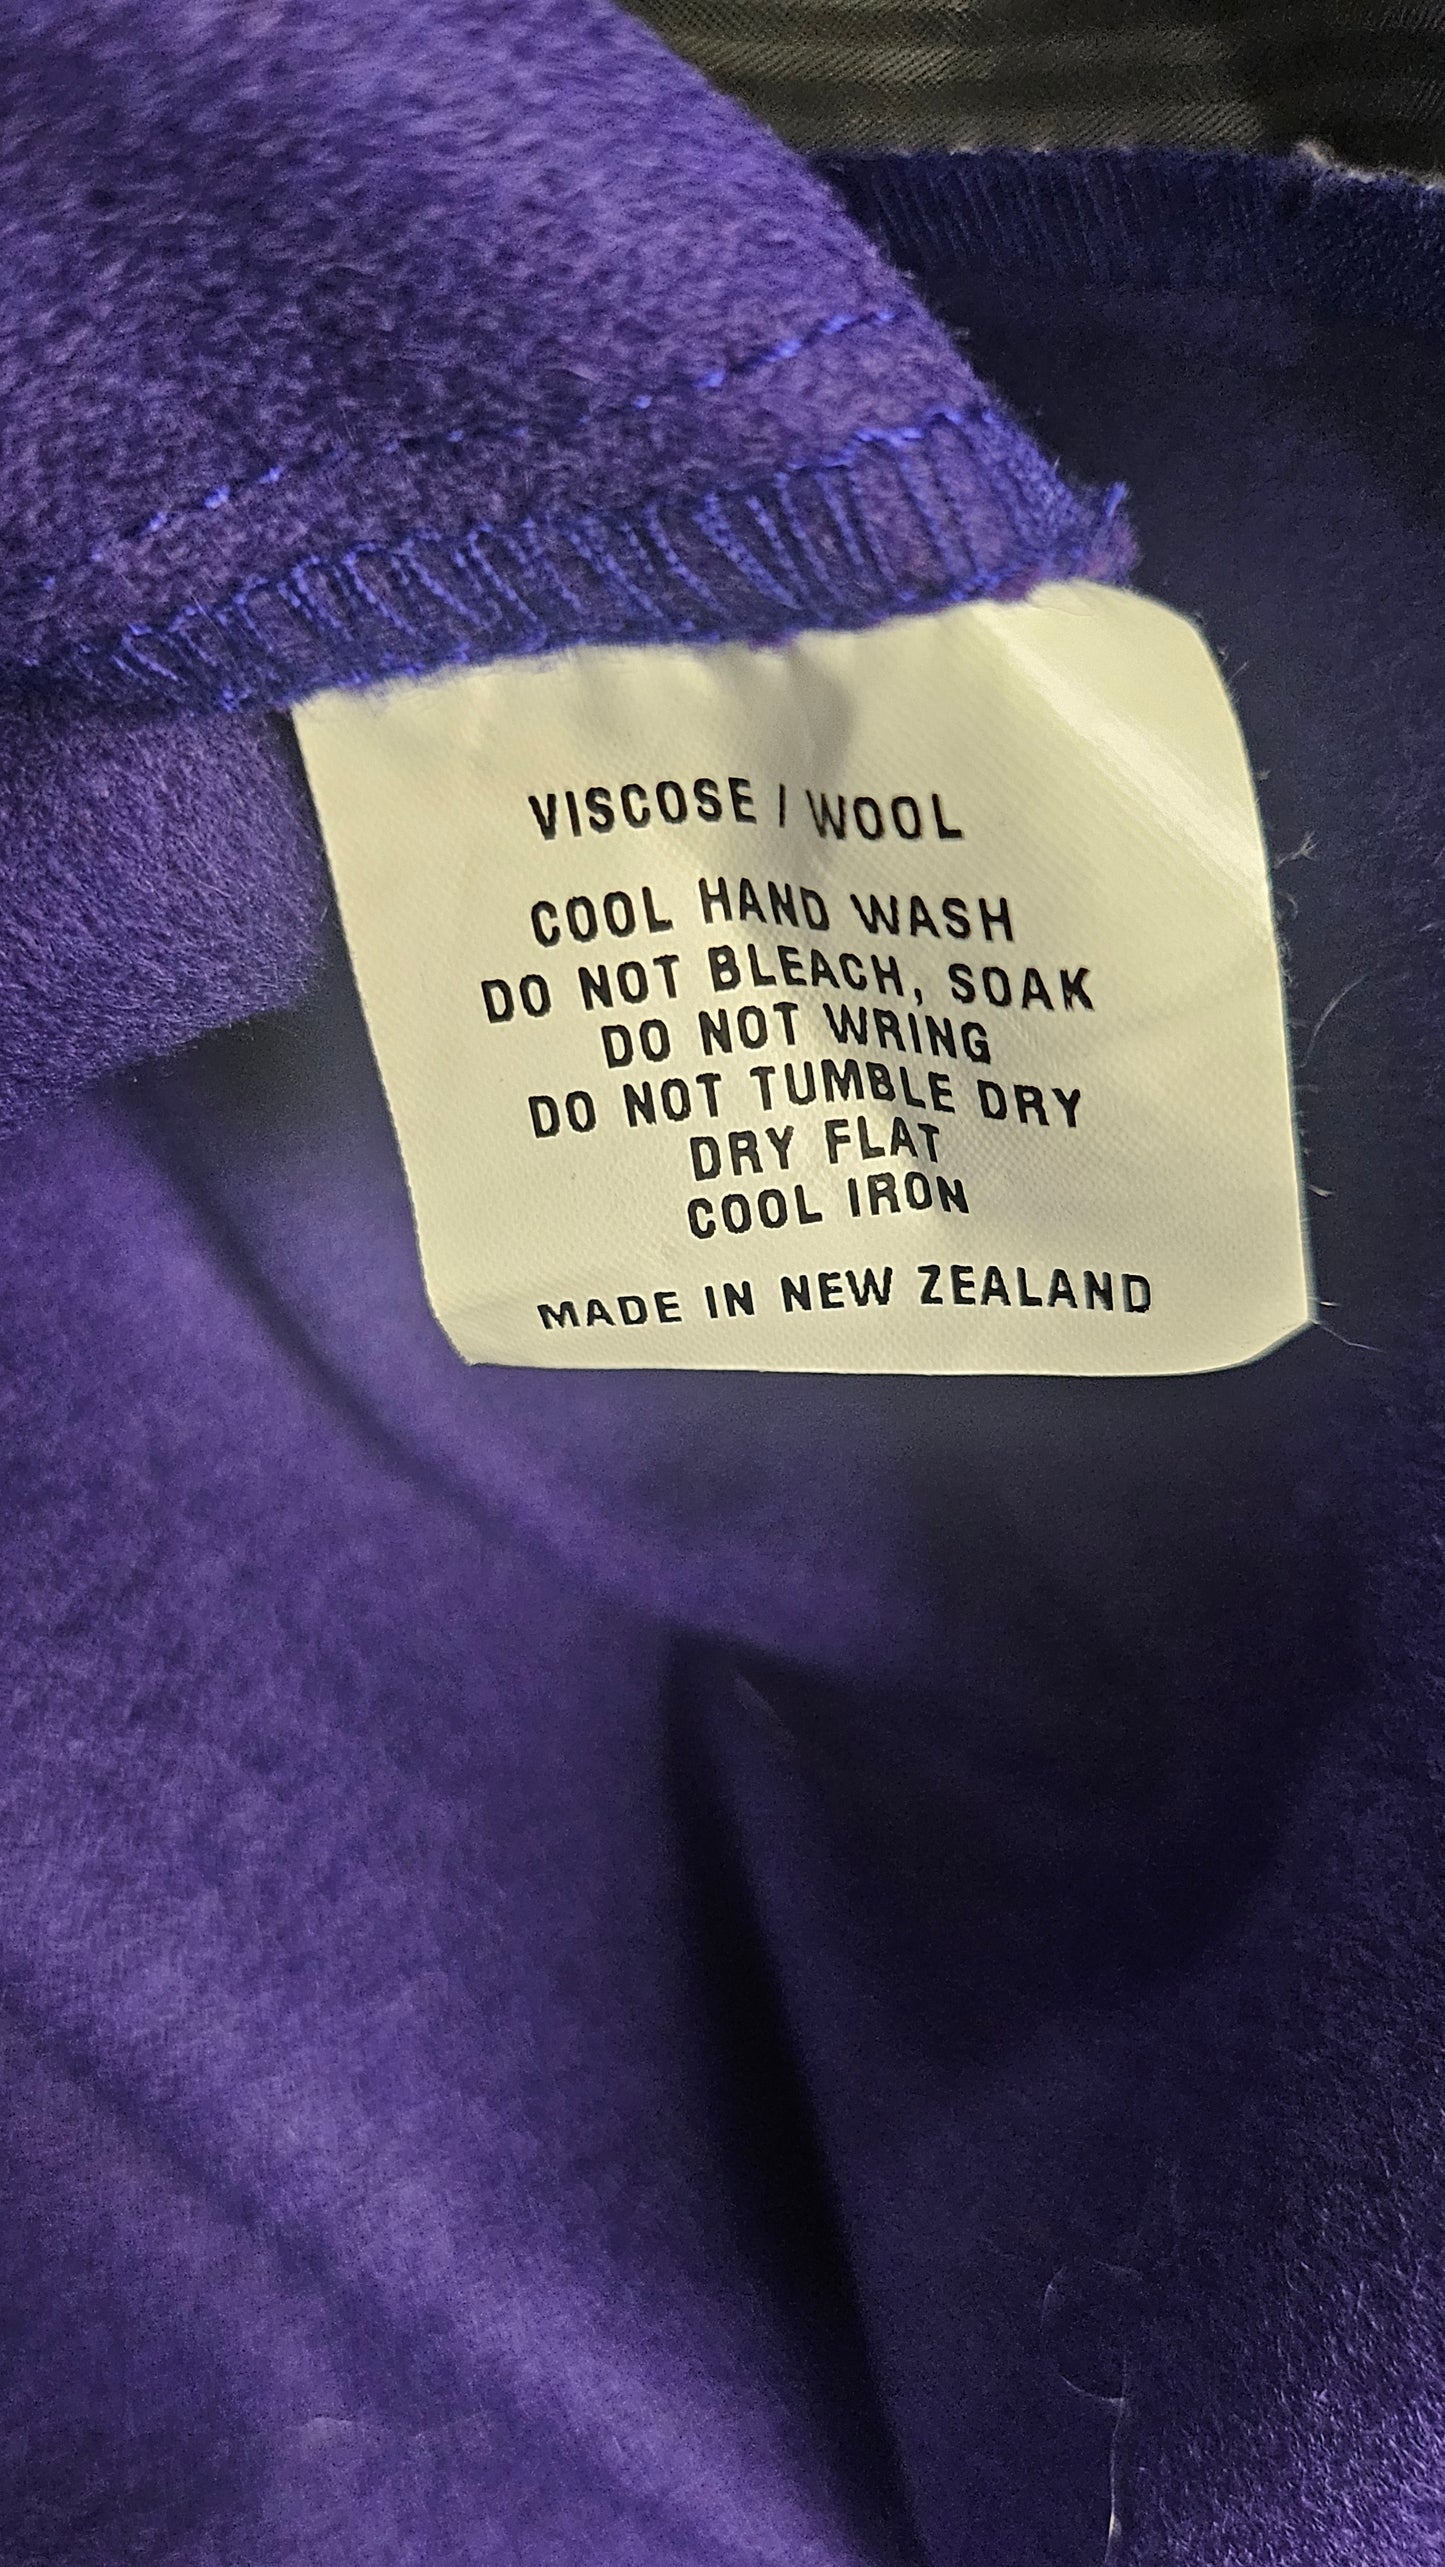 VISCOSE / WOOL
COOL HAND WASH
DO NOT BLEACH, SOAK
DO NOT WRING
DO NOT TUMBLE DRY
DRY FLAT
COOL IRON
MADE IN NEW ZEALAND